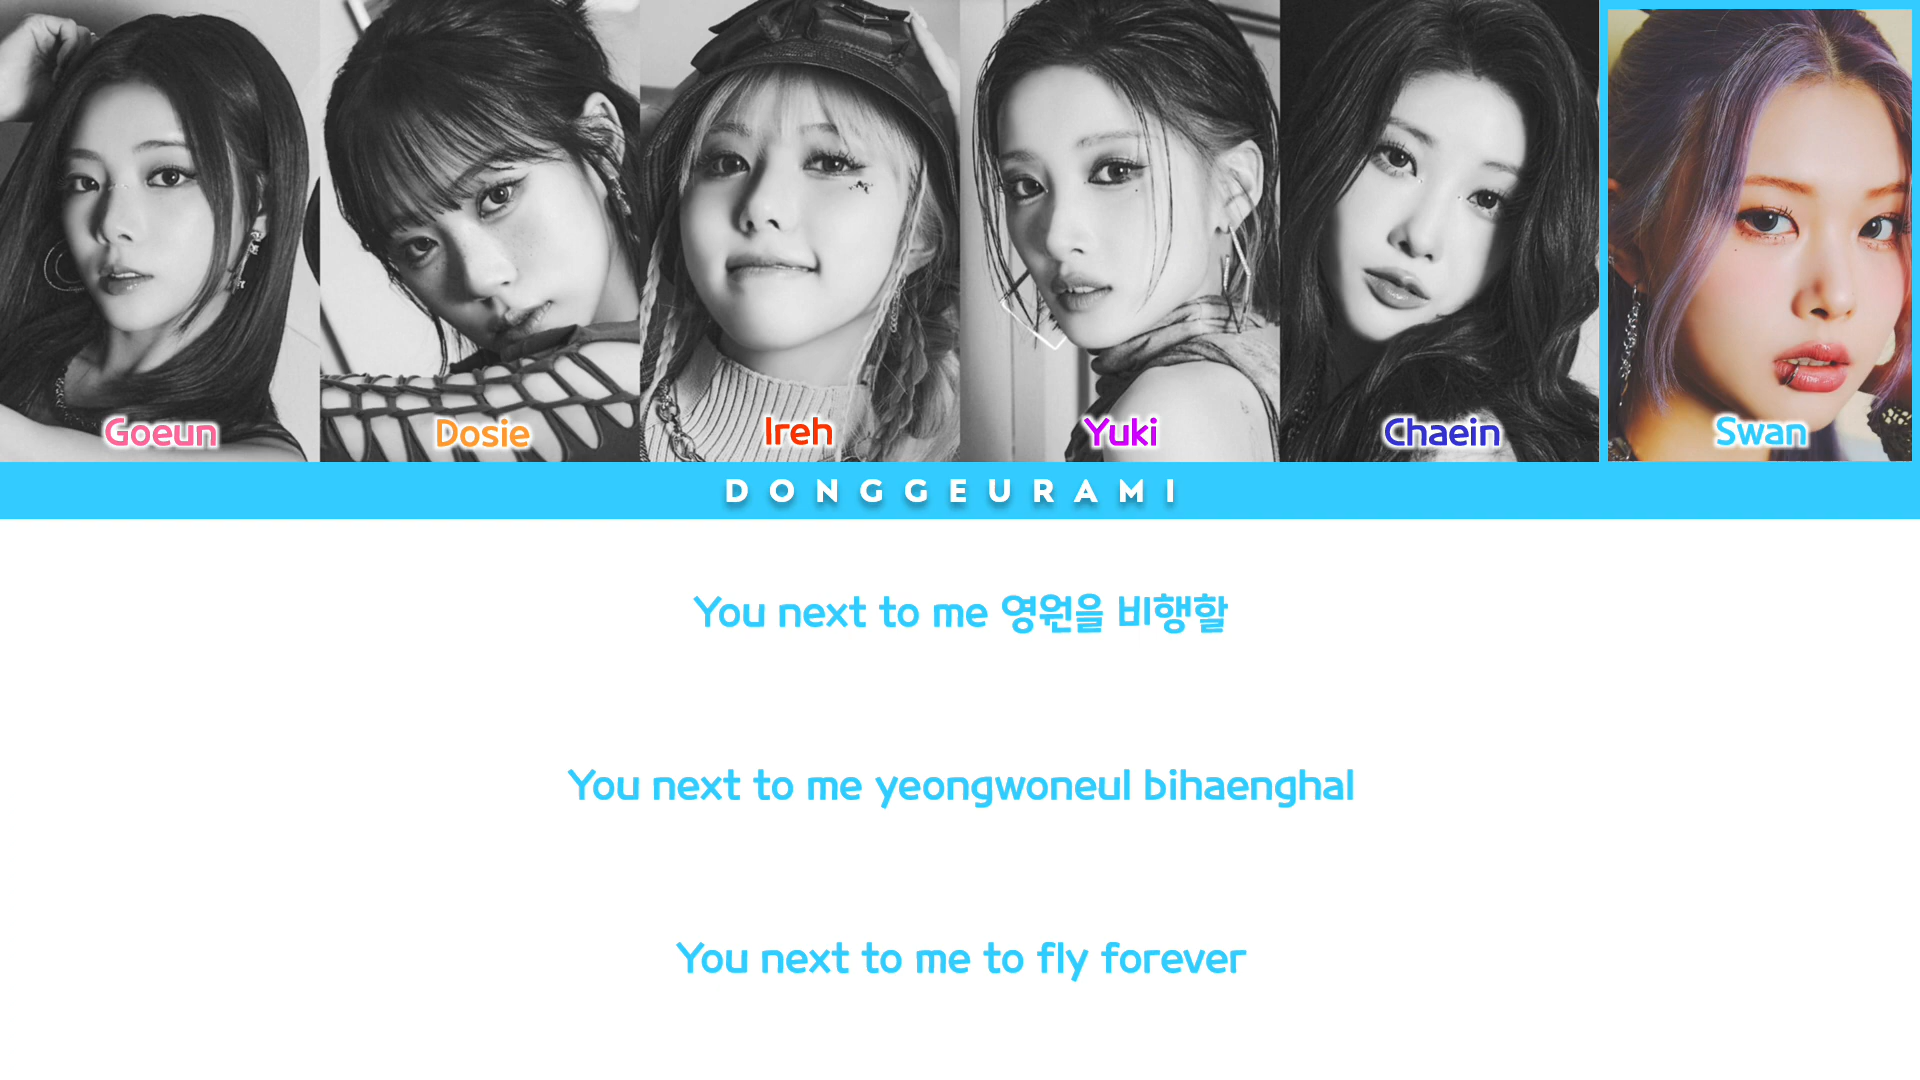 Goeun
Dosie
Ireh
Yuki
Chaein
Swan
DONGGEURAMI
You next to me 영원을 비행할
You next to me yeongwoneul bihaenghal
You next to me to fly forever